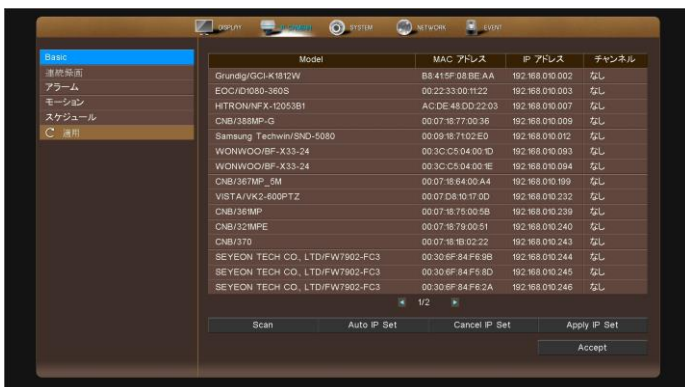 DISPLAY IP CAMERA SYSTEM NETWORK EVENT
Basic
連続録画
アラーム
モーション
スケジュール
適用
Model MAC アドレス IP アドレス チャンネル
Grundig/GCI-K1812W B8:41:5F:08:BE:AA 192.168.010.002 なし
EOC/iD1080-360S 00:22:33:00:11:22 192.168.010.003 なし
HITRON/NFX-12053B1 AC:DE:48:DD:22:03 192.168.010.007 なし
CNB/388MP-G 00:07:18:77:00:36 192.168.010.009 なし
Samsung Techwin/SND-5080 00:09:18:71:02:E0 192.168.010.012 なし
WONWOO/BF-X33-24 00:3C:C5:04:00:1D 192.168.010.093 なし
WONWOO/BF-X33-24 00:3C:C5:04:00:1E 192.168.010.094 なし
CNB/367MP_5M 00:07:18:64:00:A4 192.168.010.199 なし
VISTA/VK2-600PTZ 00:07:D8:10:17:0D 192.168.010.232 なし
CNB/361MP 00:07:18:75:00:5B 192.168.010.239 なし
CNB/321MPE 00:07:18:79:00:51 192.168.010.240 なし
CNB/370 00:07:18:1B:02:22 192.168.010.243 なし
SEYEON TECH CO., LTD/FW7902-FC3 00:30:6F:84:F6:9B 192.168.010.244 なし
SEYEON TECH CO., LTD/FW7902-FC3 00:30:6F:84:F5:8D 192.168.010.245 なし
SEYEON TECH CO., LTD/FW7902-FC3 00:30:6F:84:F6:2A 192.168.010.246 なし
1/2
Scan Auto IP Set Cancel IP Set Apply IP Set
Accept